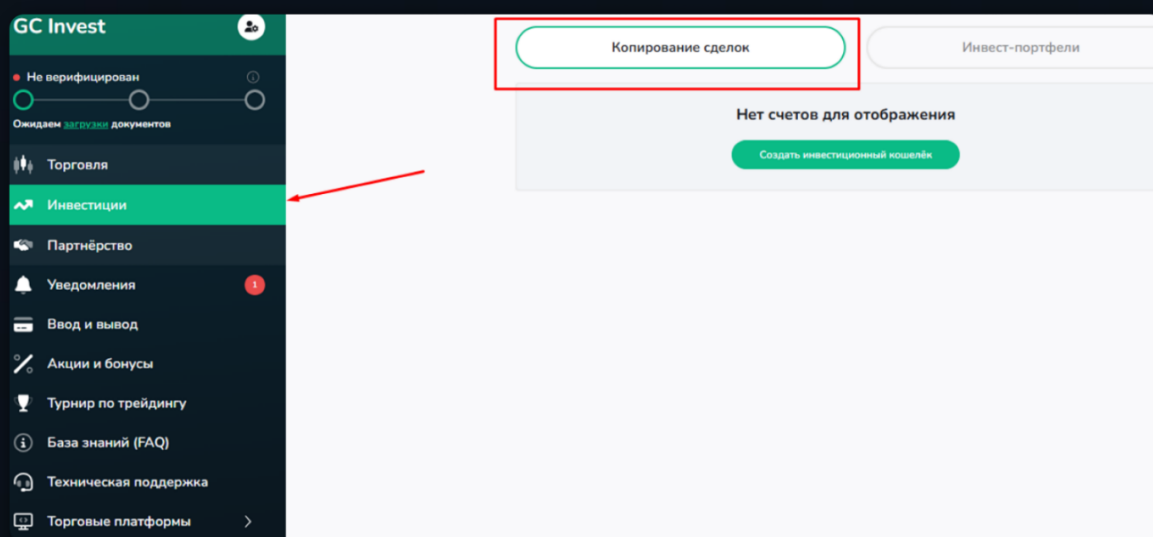 GC Invest
Не верифицирован
Ожидаем загрузки документов
Торговля
Инвестиции
Партнёрство
Уведомления
1
Ввод и вывод
Акции и бонусы
Турнир по трейдингу
База знаний (FAQ)
Техническая поддержка
Торговые платформы
Копирование сделок
Инвест-портфели
Нет счетов для отображения
Создать инвестиционный кошелёк